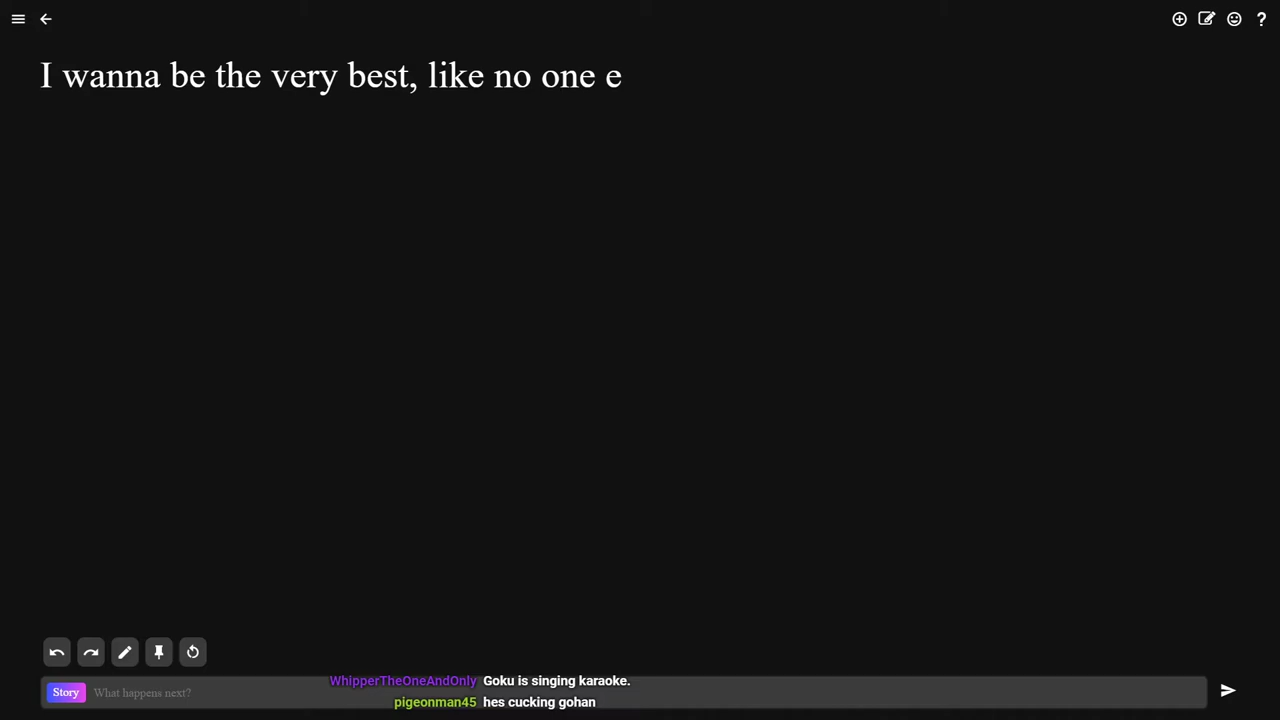 ?
I wanna be the very best, like no one e
WhipperTheOneAndOnly Goku is singing karaoke.
Story What happens next?
pigeonman45 hes cucking gohan